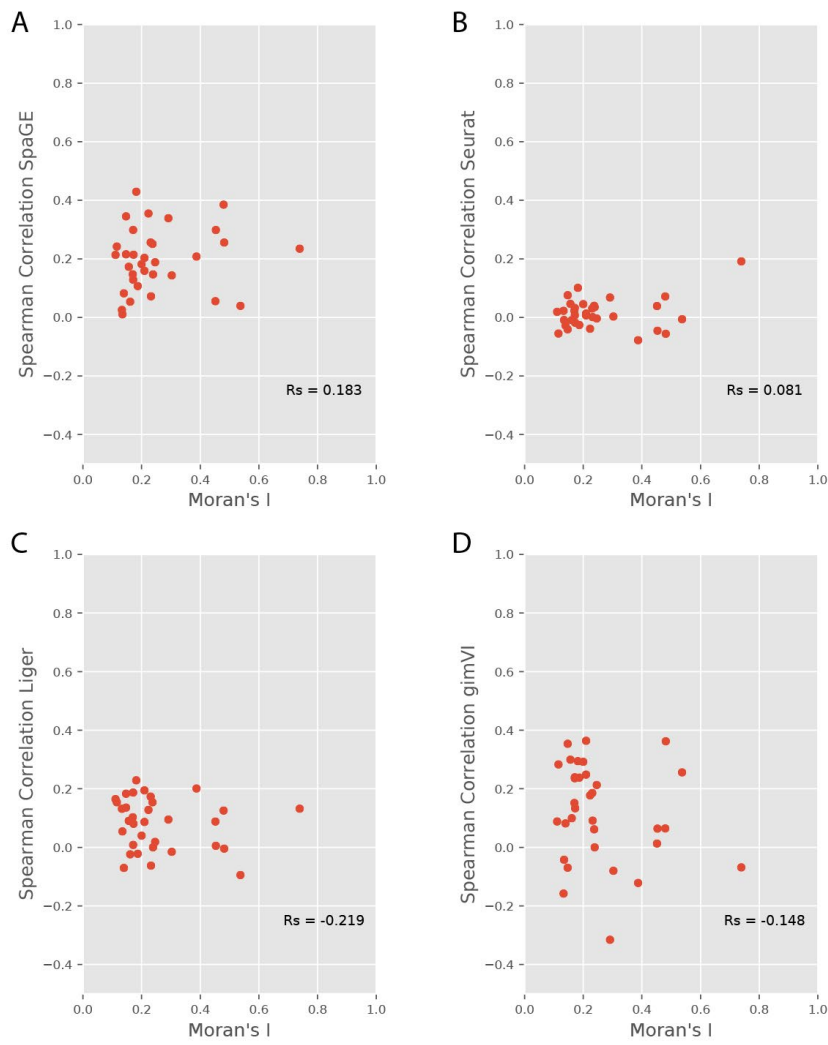 A
Spearman Correlation SpaGE
1.0
0.8
0.6
0.4
0.2
0.0
−0.2
−0.4
Rs = 0.183
0.0 0.2 0.4 0.6 0.8 1.0
Moran's I
B
Spearman Correlation Seurat
1.0
0.8
0.6
0.4
0.2
0.0
−0.2
−0.4
Rs = 0.081
0.0 0.2 0.4 0.6 0.8 1.0
Moran's I
C
Spearman Correlation Liger
1.0
0.8
0.6
0.4
0.2
0.0
−0.2
−0.4
Rs = -0.219
0.0 0.2 0.4 0.6 0.8 1.0
Moran's I
D
Spearman Correlation gimVI
1.0
0.8
0.6
0.4
0.2
0.0
−0.2
−0.4
Rs = -0.148
0.0 0.2 0.4 0.6 0.8 1.0
Moran's I